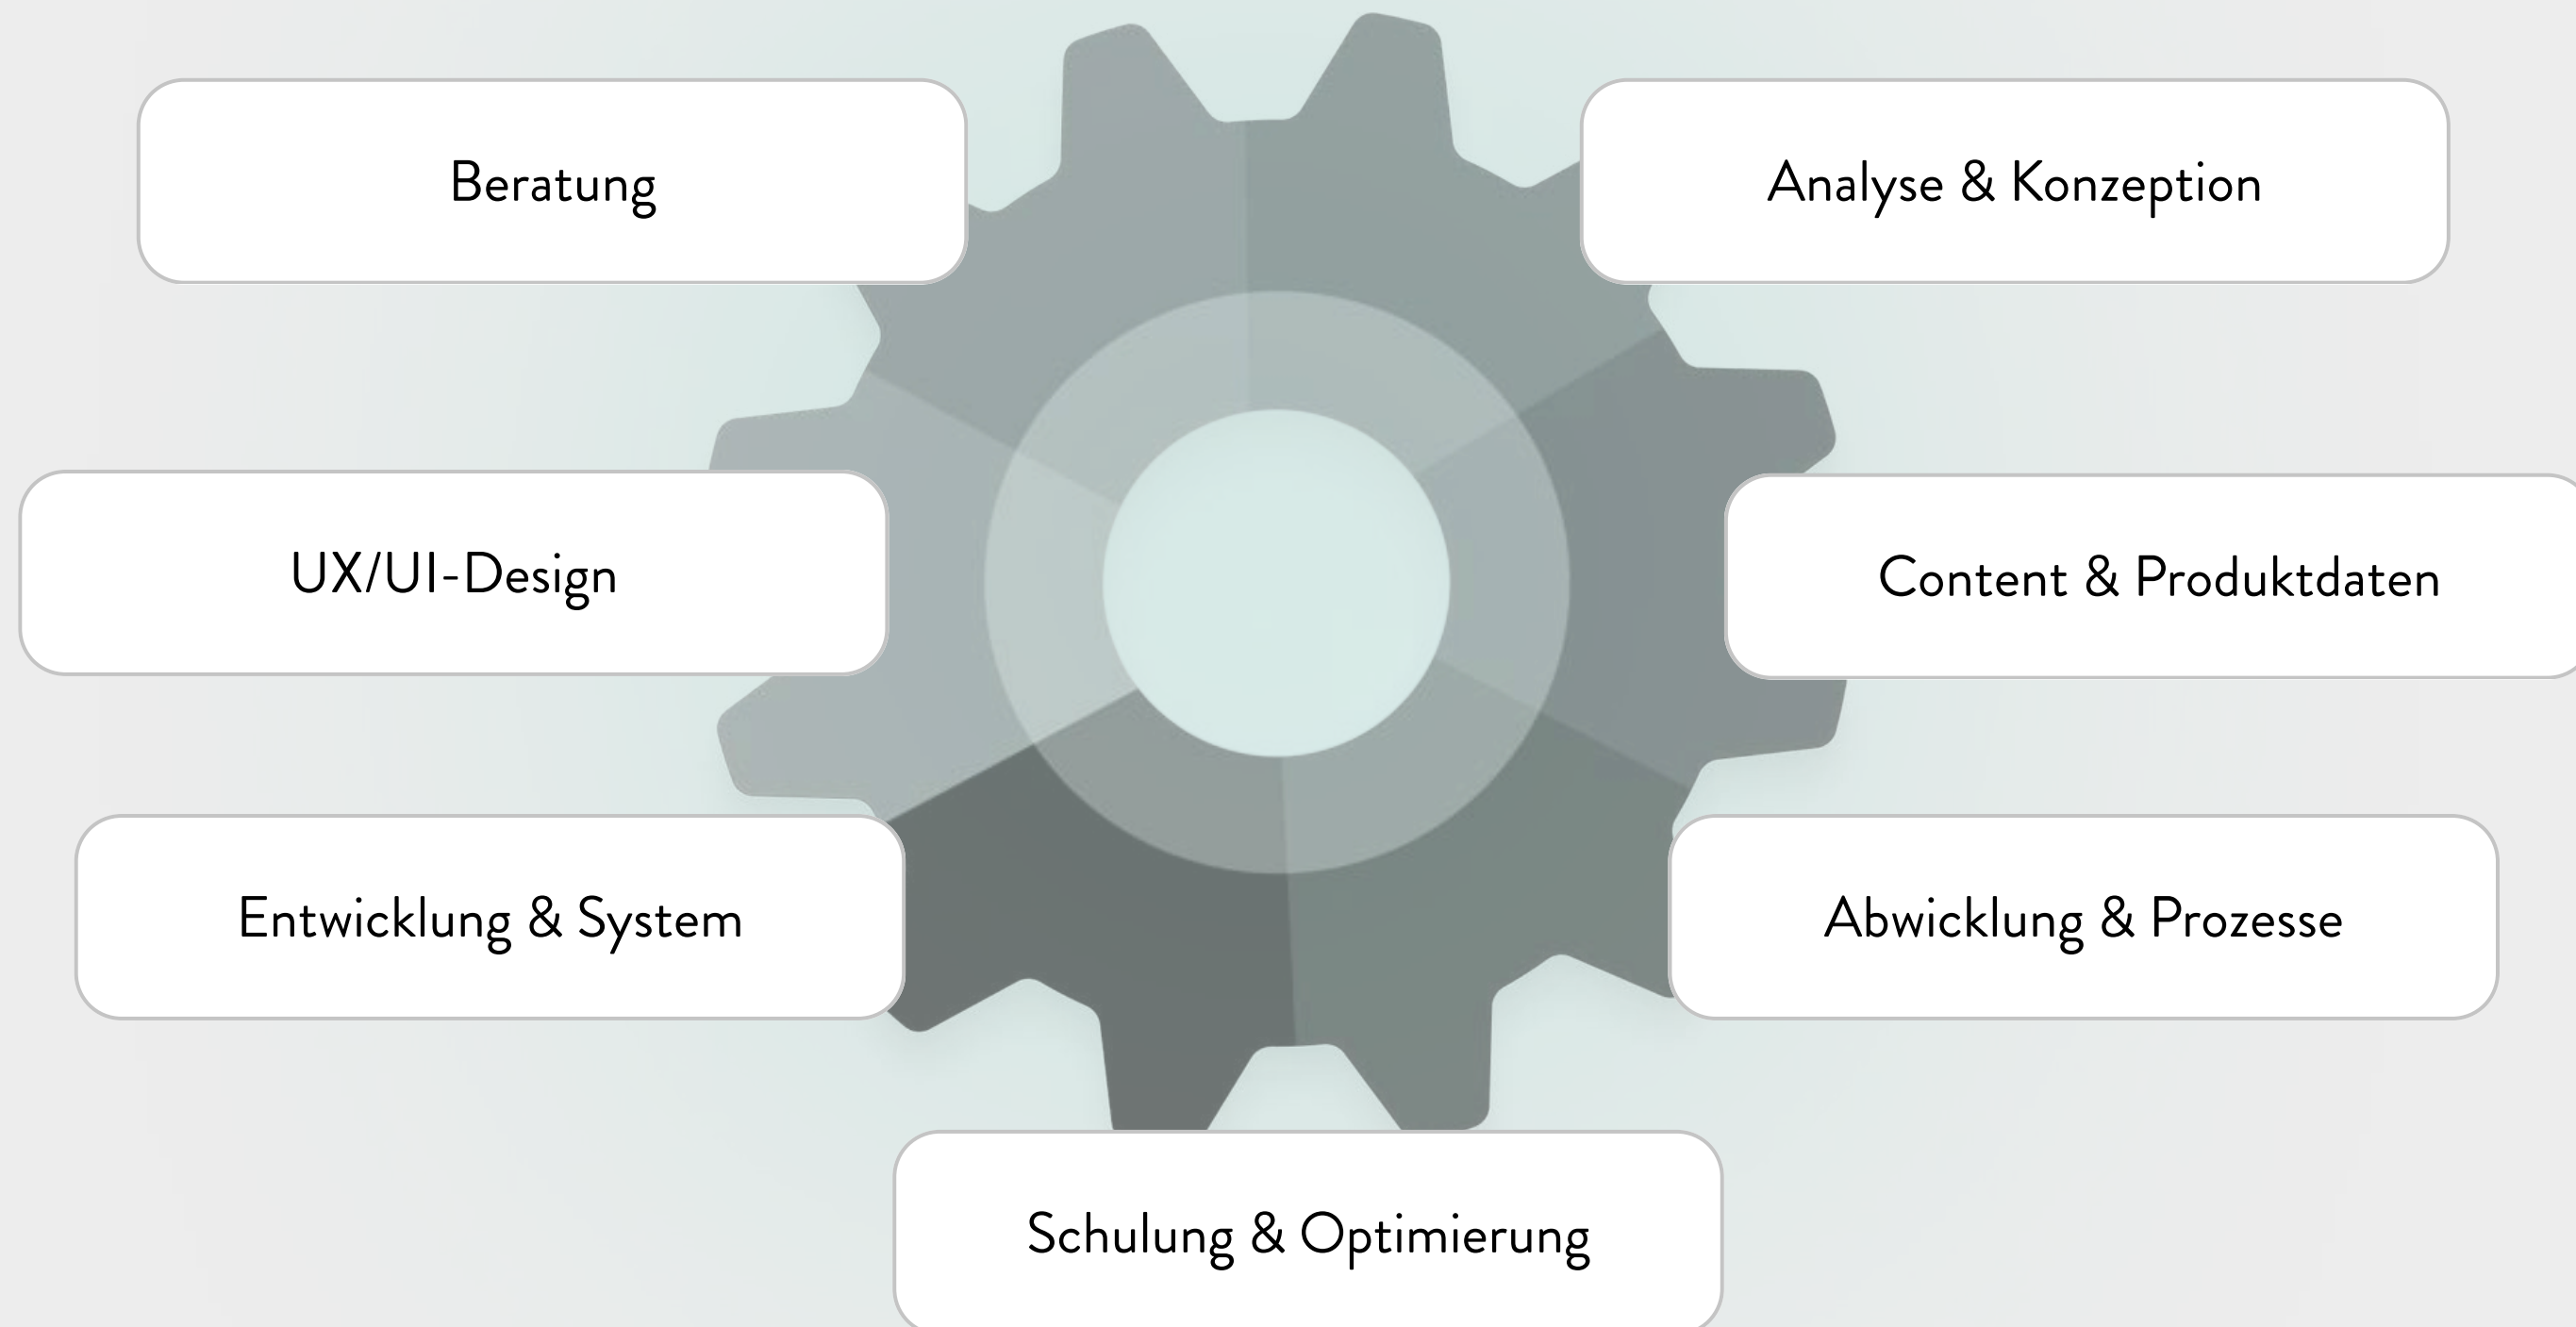 Beratung
Analyse & Konzeption
UX/UI-Design
Content & Produktdaten
Entwicklung & System
Abwicklung & Prozesse
Schulung & Optimierung